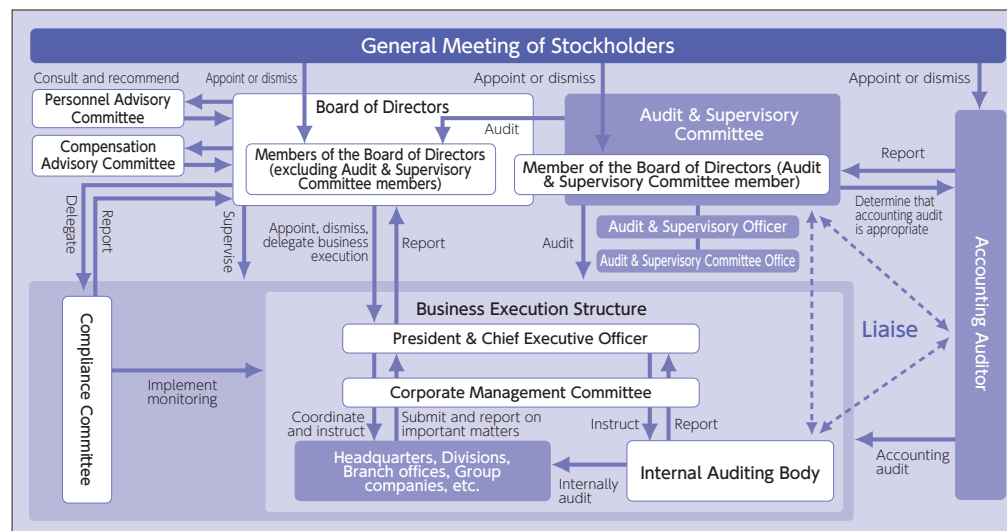 General Meeting of Stockholders
Consult and recommend
Appoint or dismiss
Appoint or dismiss
Appoint or dismiss
Personnel Advisory
Committee
Compensation
Advisory Committee
Board of Directors
Members of the Board of Directors
(excluding Audit & Supervisory
Committee members)
Audit
Audit & Supervisory
Committee
Member of the Board of Directors (Audit
& Supervisory Committee member)
Report
Determine that
accounting audit
is appropriate
Audit & Supervisory Officer
Audit & Supervisory Committee Office
Delegate
Report
Supervise
Appoint, dismiss,
delegate business
execution
Report
Audit
Accounting Auditor
Compliance Committee
Implement
monitoring
Business Execution Structure
President & Chief Executive Officer
Corporate Management Committee
Coordinate
and instruct
Submit and report on
important matters
Instruct
Report
Liaise
Headquarters, Divisions,
Branch offices, Group
companies, etc.
Internally
audit
Internal Auditing Body
Accounting
audit